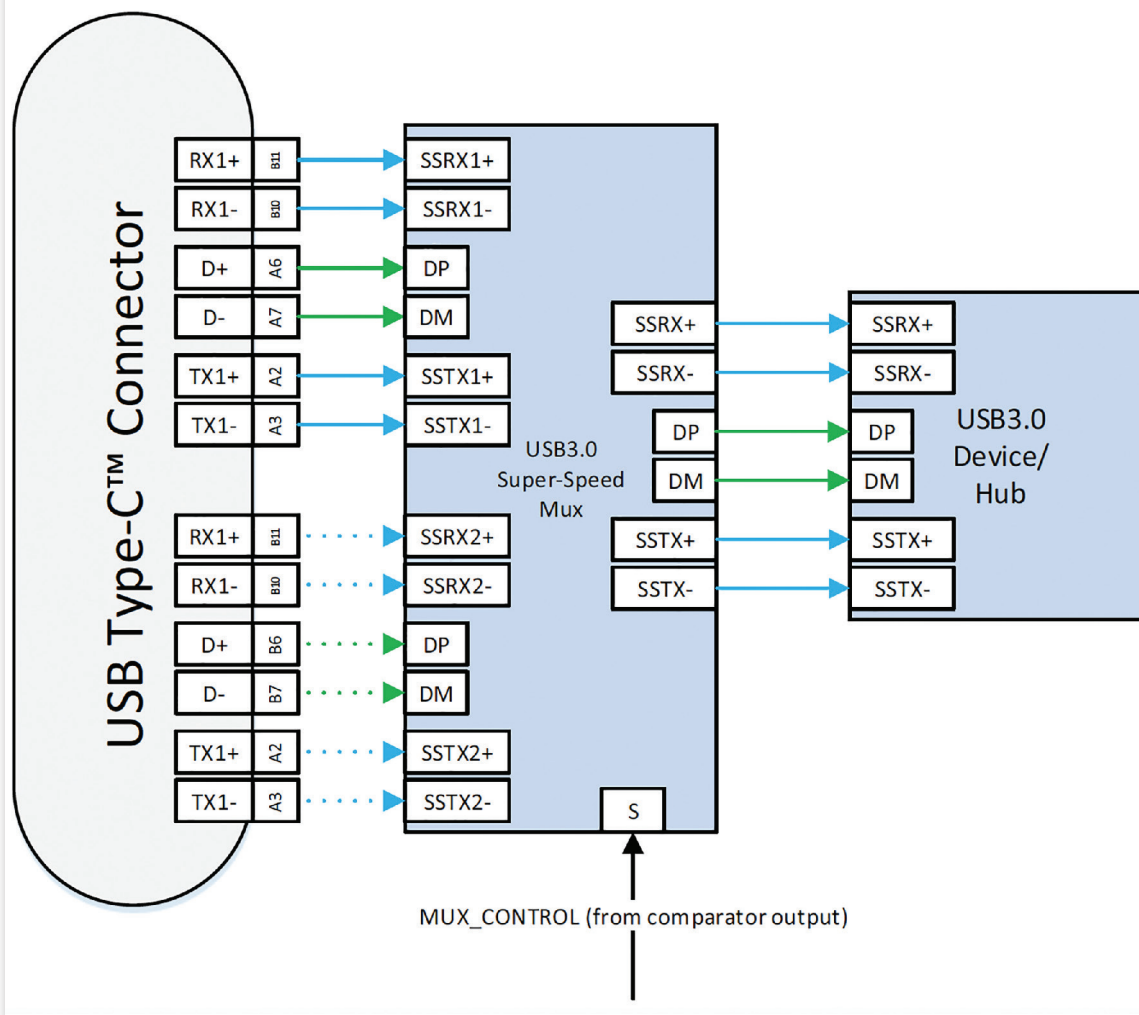 USB Type-C™ Connector
RX1+ B11
RX1- B10
D+ A6
D- A7
TX1+ A2
TX1- A3
RX1+ B11
RX1- B10
D+ B6
D- B7
TX1+ A2
TX1- A3
SSRX1+
SSRX1-
DP
DM
SSTX1+
SSTX1-
SSRX2+
SSRX2-
DP
DM
SSTX2+
SSTX2-
USB3.0
Super-Speed
Mux
SSRX+
SSRX-
DP
DM
SSTX+
SSTX-
S
SSRX+
SSRX-
DP
DM
SSTX+
SSTX-
USB3.0
Device/
Hub
MUX_CONTROL (from comparator output)